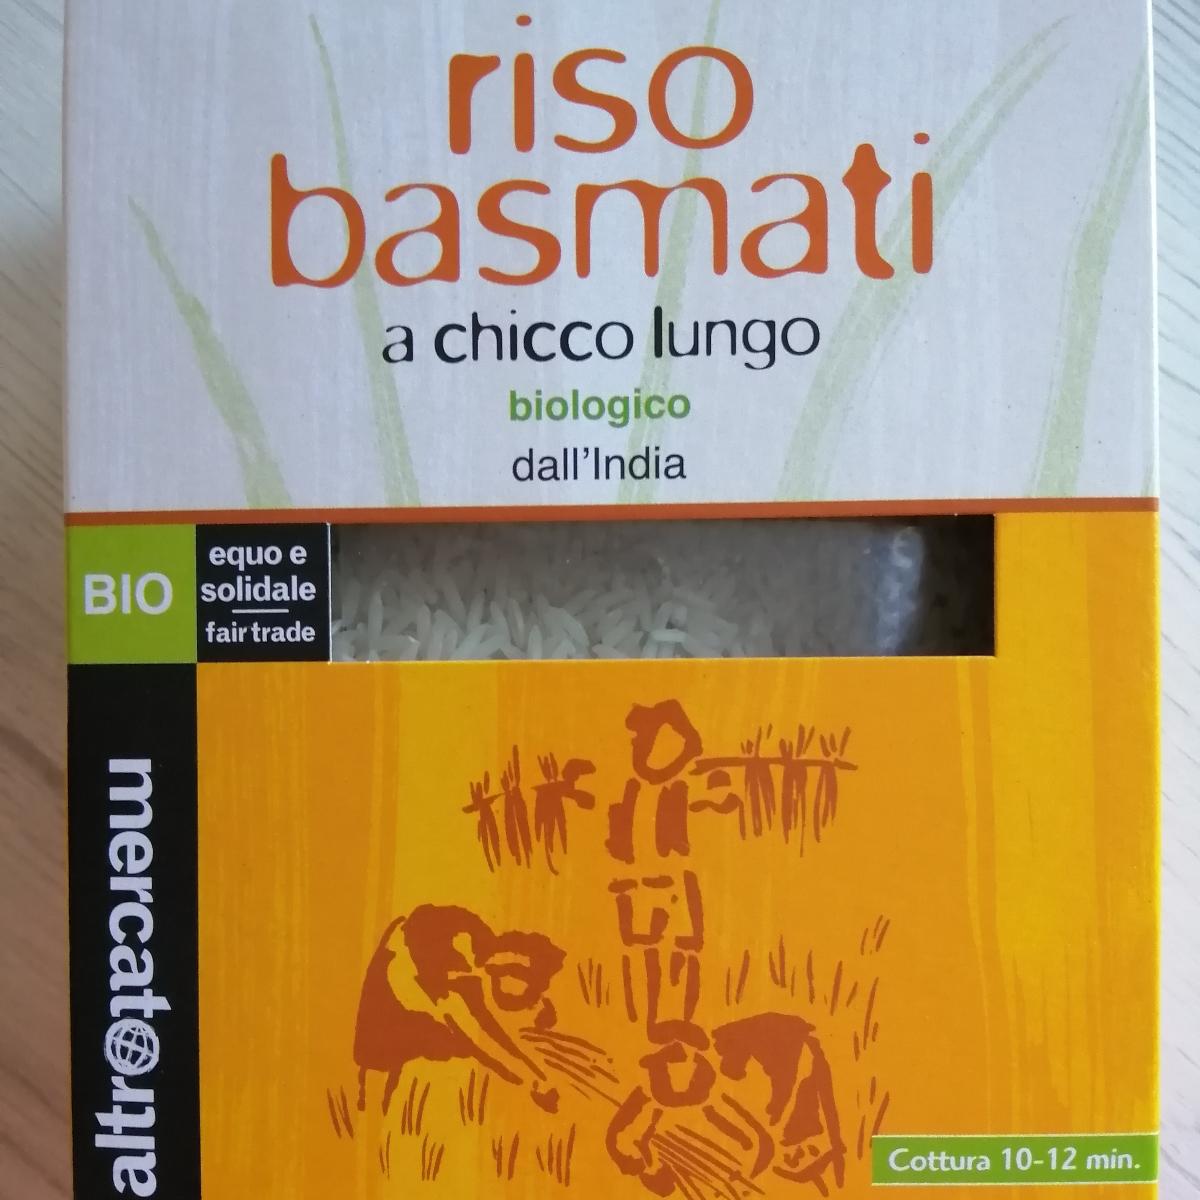 riso
basmati
a chicco lungo
biologico
dall'India
BIO
equo e
solidale
fair trade
altromercato
Cottura 10-12 min.